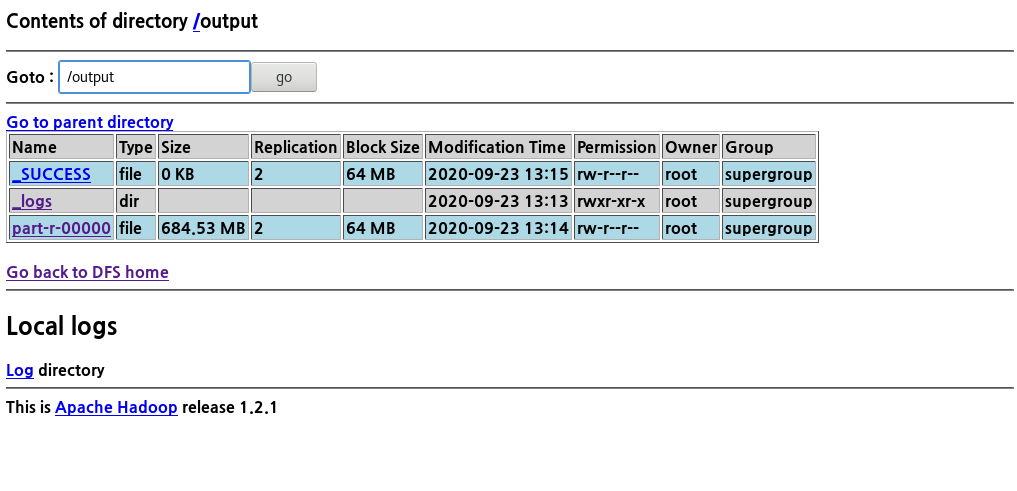 Contents of directory /output
Goto : /output go
Go to parent directory
Name Type Size Replication Block Size Modification Time Permission Owner Group
_SUCCESS file 0 KB 2 64 MB 2020-09-23 13:15 rw-r--r-- root supergroup
_logs dir 2020-09-23 13:13 rwxr-xr-x root supergroup
part-r-00000 file 684.53 MB 2 64 MB 2020-09-23 13:14 rw-r--r-- root supergroup
Go back to DFS home
Local logs
Log directory
This is Apache Hadoop release 1.2.1